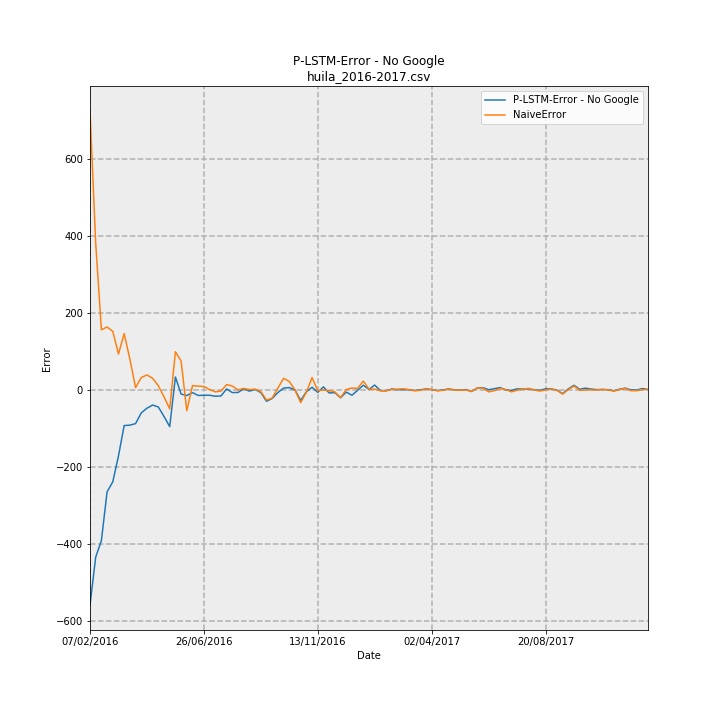 P-LSTM-Error - No Google
huila_2016-2017.csv
P-LSTM-Error - No Google
NaiveError
600
400
200
0
−200
−400
−600
Error
07/02/2016
26/06/2016
13/11/2016
02/04/2017
20/08/2017
Date